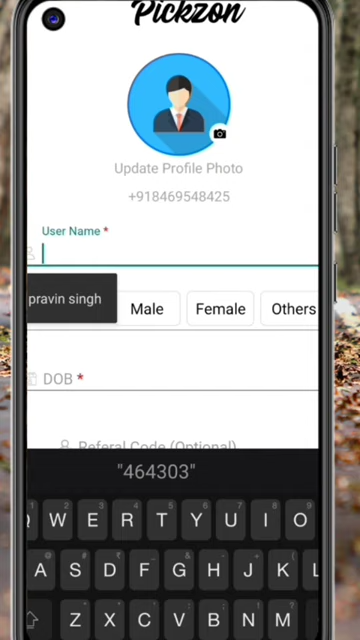 Pickzon
Update Profile Photo
+918469548425
User Name *
pravin singh
Male Female Others
DOB *
Referal Code (Optional)
"464303"
W E R T Y U I O
A S D F G H J K L
Z X C V B N M